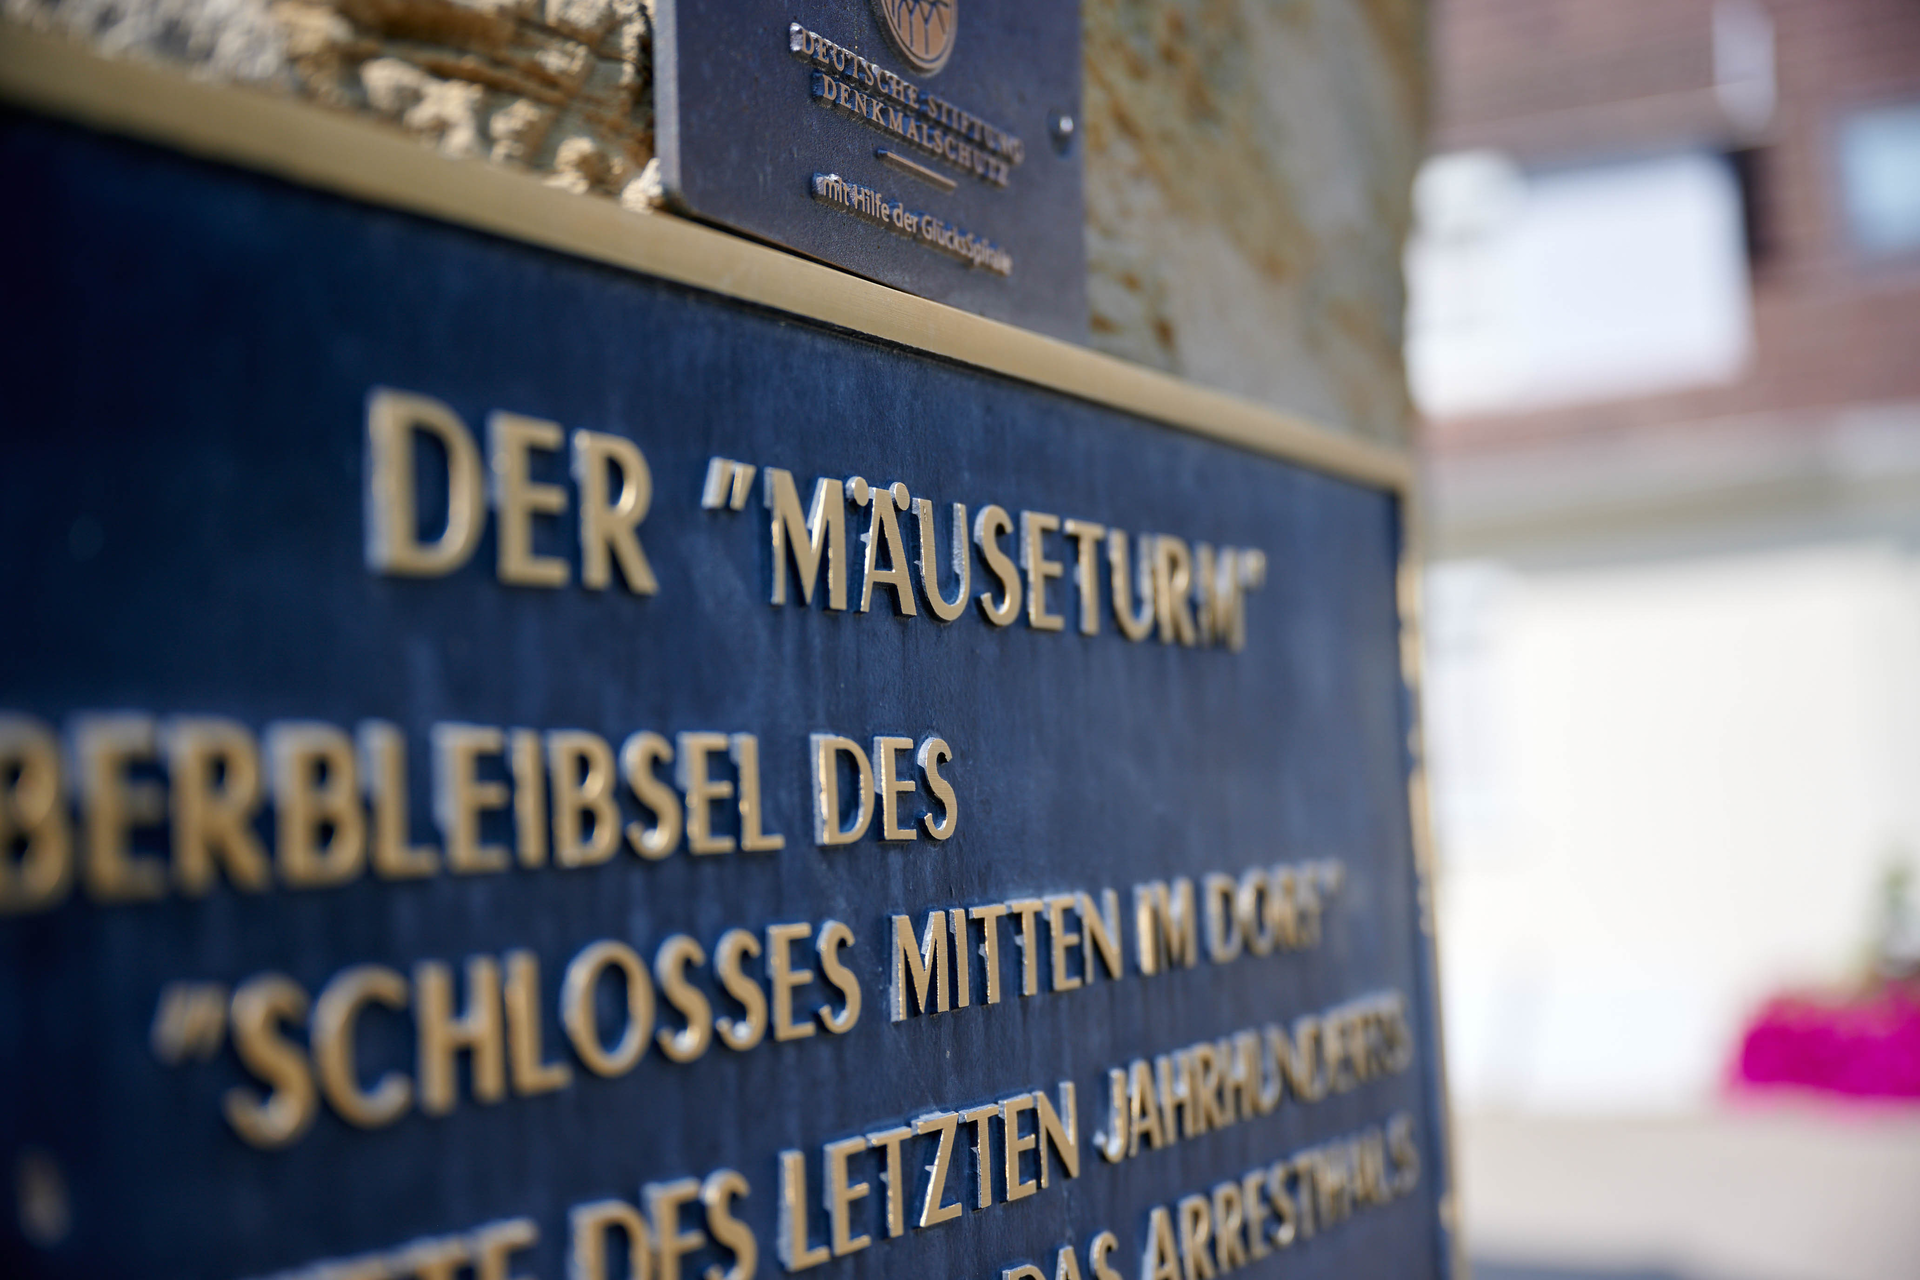 DEUTSCHE STIFTUNG
DENKMALSCHUTZ
mit Hilfe der GlücksSpirale
DER "MÄUSETURM"
BERBLEIBSEL DES
"SCHLOSSES MITTEN IM DORF"
DES LETZTEN JAHRHUNDERTS
DAS ARRESTHAUS